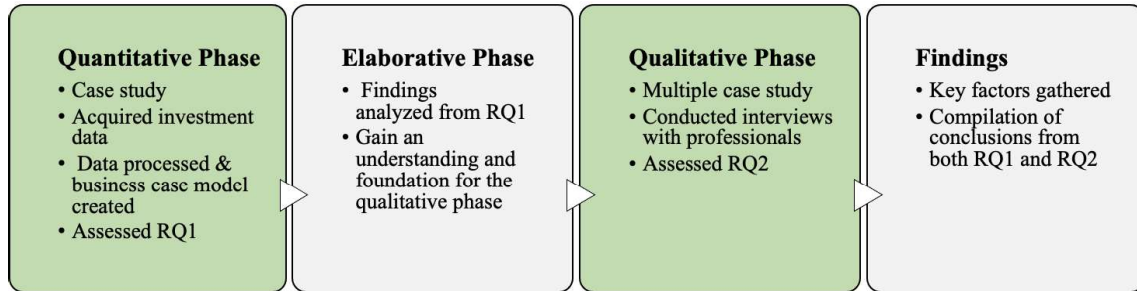 Quantitative Phase
• Case study
• Acquired investment
data
• Data processed &
business case model
created
• Assessed RQ1
Elaborative Phase
• Findings
analyzed from RQ1
• Gain an
understanding and
foundation for the
qualitative phase
Qualitative Phase
• Multiple case study
• Conducted interviews
with professionals
• Assessed RQ2
Findings
• Key factors gathered
• Compilation of
conclusions from
both RQ1 and RQ2